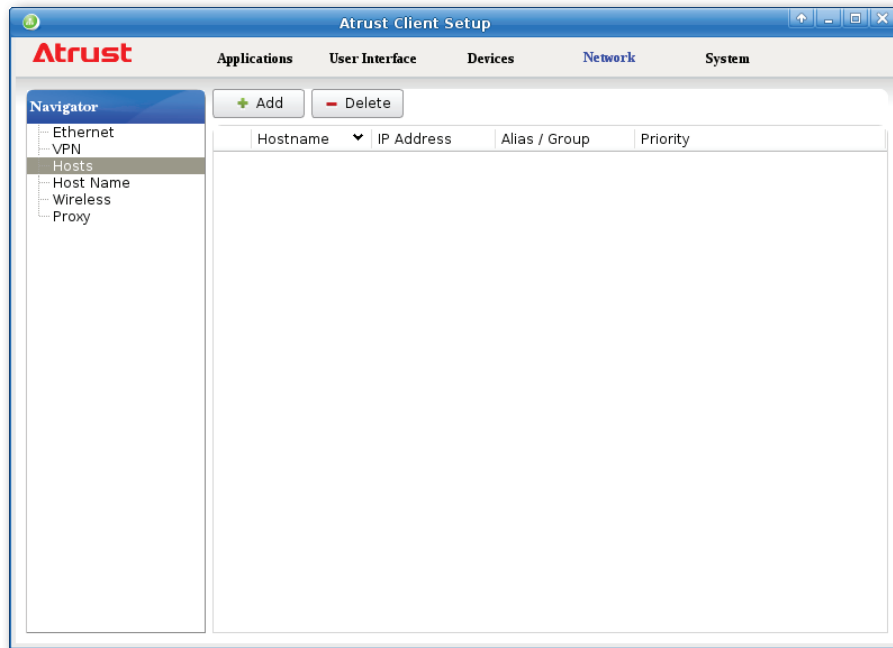 Atrust Client Setup
Atrust
Applications User Interface Devices Network System
Navigator
Ethernet
VPN
Hosts
Host Name
Wireless
Proxy
Add Delete
Hostname IP Address Alias / Group Priority